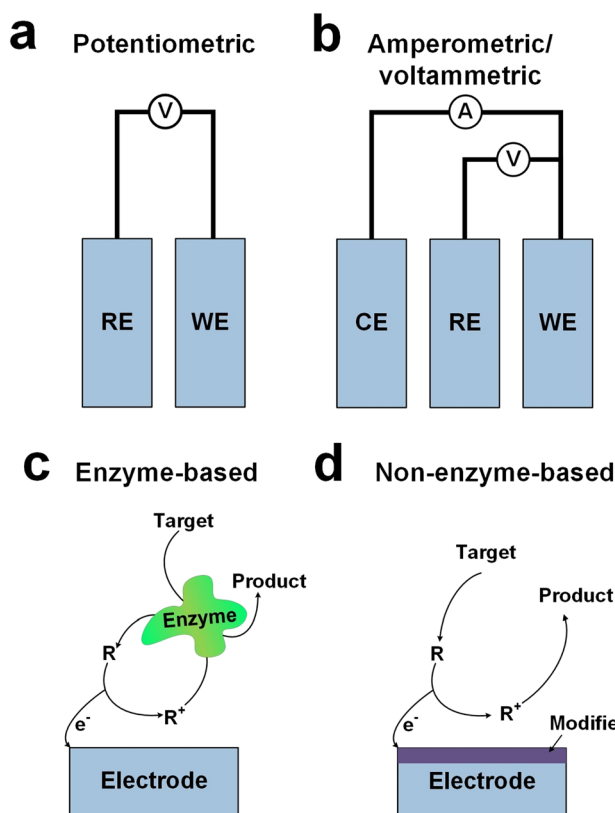 a
Potentiometric
V
RE
WE
b
Amperometric/
voltammetric
A
V
CE
RE
WE
c
Enzyme-based
Target
Product
Enzyme
R
R+
e-
Electrode
d
Non-enzyme-based
Target
Product
R
R+
e-
Modifie
Electrode